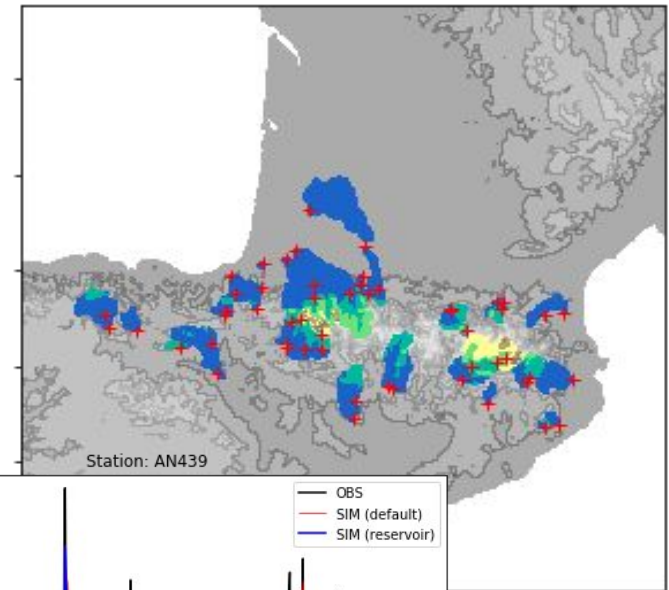 Station: AN439
OBS
SIM (default)
SIM (reservoir)